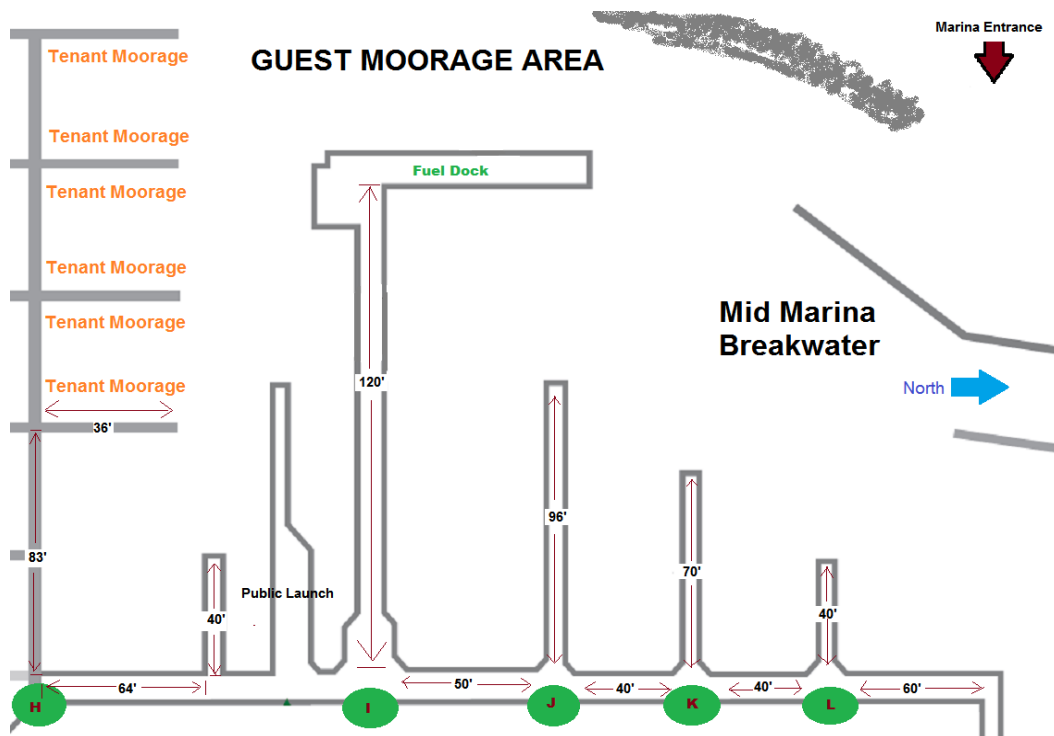 Marina Entrance
GUEST MOORAGE AREA
Tenant Moorage
Tenant Moorage
Fuel Dock
Tenant Moorage
Tenant Moorage
Tenant Moorage
Mid Marina
Breakwater
Tenant Moorage
120'
North
36'
96'
83'
70'
Public Launch
40'
40'
64'
50'
40'
40'
60'
H
I
J
K
L